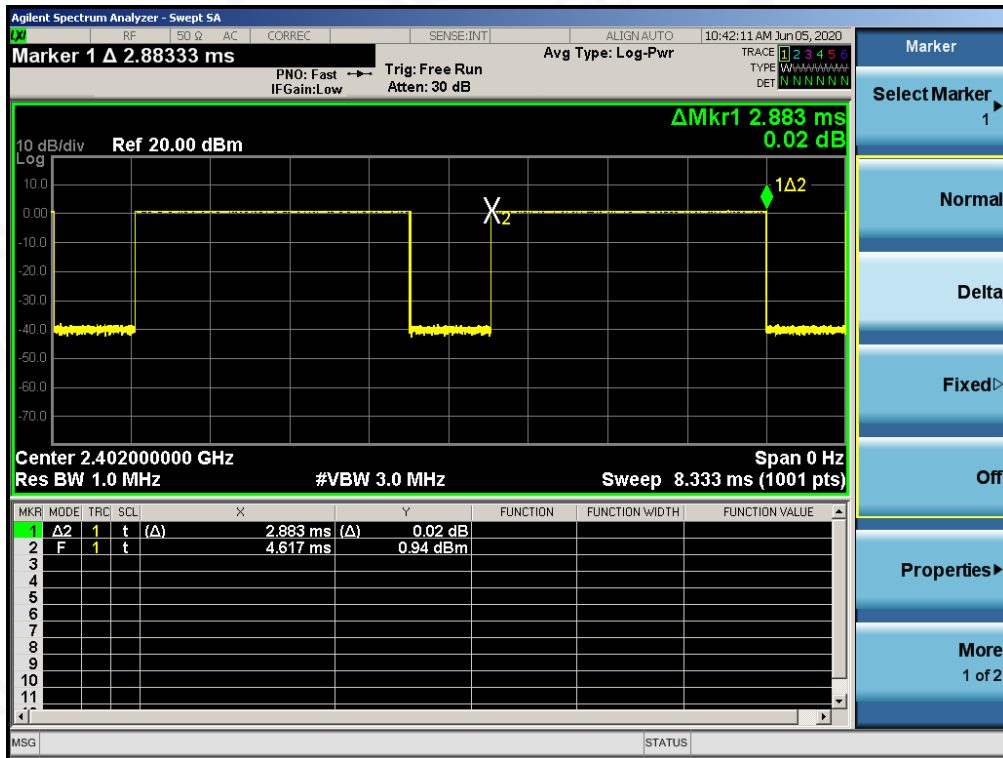 Agilent Spectrum Analyzer - Swept SA
LXI RF 50 Ω AC CORREC SENSE:INT ALIGN AUTO 10:42:11 AM Jun 05, 2020
Marker 1 Δ 2.88333 ms
PNO: Fast
IFGain:Low
Trig: Free Run
Atten: 30 dB
Avg Type: Log-Pwr
TRACE 1 2 3 4 5 6
TYPE WWWWWW
DET N N N N N N
ΔMkr1 2.883 ms
0.02 dB
10 dB/div Ref 20.00 dBm
Log
10.0
0.00
-10.0
-20.0
-30.0
-40.0
-50.0
-60.0
-70.0
1Δ2
X2
Center 2.402000000 GHz
Span 0 Hz
Res BW 1.0 MHz
#VBW 3.0 MHz
Sweep 8.333 ms (1001 pts)
MKR MODE TRC SCL X Y FUNCTION FUNCTION WIDTH FUNCTION VALUE
1 Δ2 1 t (Δ) 2.883 ms (Δ) 0.02 dB
2 F 1 t 4.617 ms 0.94 dBm
3
4
5
6
7
8
9
10
11
MSG
STATUS
Marker
Select Marker
1
Normal
Delta
Fixed
Off
Properties
More
1 of 2